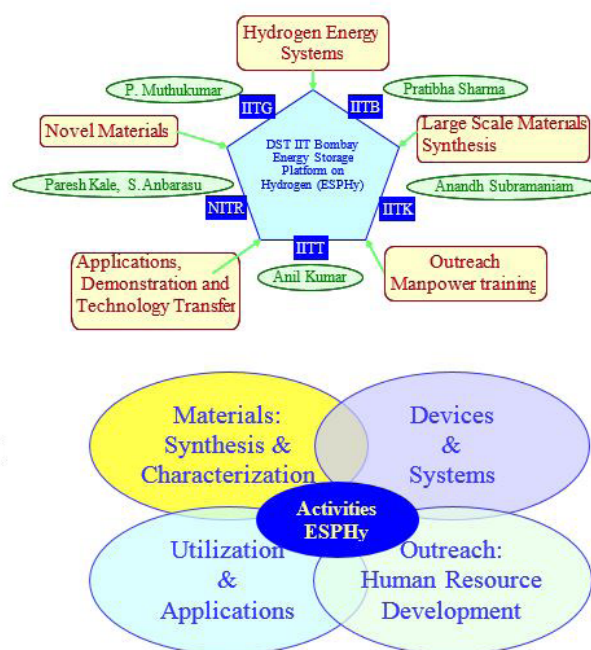 Hydrogen Energy
Systems
P. Muthukumar
Pratibha Sharma
IITG
IITB
Novel Materials
DST IIT Bombay
Energy Storage
Platform on
Hydrogen (ESPHy)
Large Scale Materials
Synthesis
Paresh Kale, S.Anbarasu
Anandh Subramaniam
NITR
IITK
IITT
Applications,
Demonstration and
Technology Transfer
Anil Kumar
Outreach
Manpower training
Materials:
Synthesis &
Characterization
Devices
&
Systems
Activities
ESPHy
Utilization
&
Applications
Outreach:
Human Resource
Development